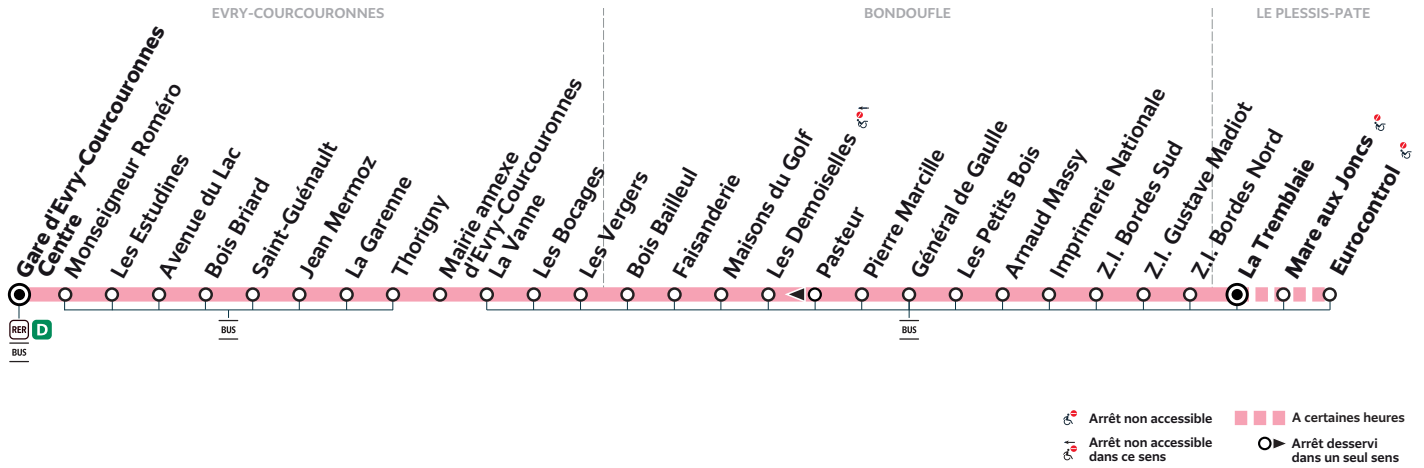 EVRY-COURCOURONNES
BONDOUFLE
LE PLESSIS-PATE
Gare d'Evry-Courcouronnes
Centre
Monseigneur Roméro
Les Estudines
Avenue du Lac
Bois Briard
Saint-Guénault
Jean Mermoz
La Garenne
Thorigny
Mairie annexe
d'Evry-Courcouronnes
La Vanne
Les Bocages
Les Vergers
Bois Bailleul
Faisanderie
Maisons du Golf
Les Demoiselles
Pasteur
Pierre Marcille
Général de Gaulle
Les Petits Bois
Arnaud Massy
Imprimerie Nationale
Z.I. Bordes Sud
Z.I. Gustave Madiot
Z.I. Bordes Nord
La Tremblaie
Mare aux Joncs
Eurocontrol
RER D
BUS
BUS
BUS
Arrêt non accessible
A certaines heures
Arrêt non accessible
dans ce sens
Arrêt desservi
dans un seul sens